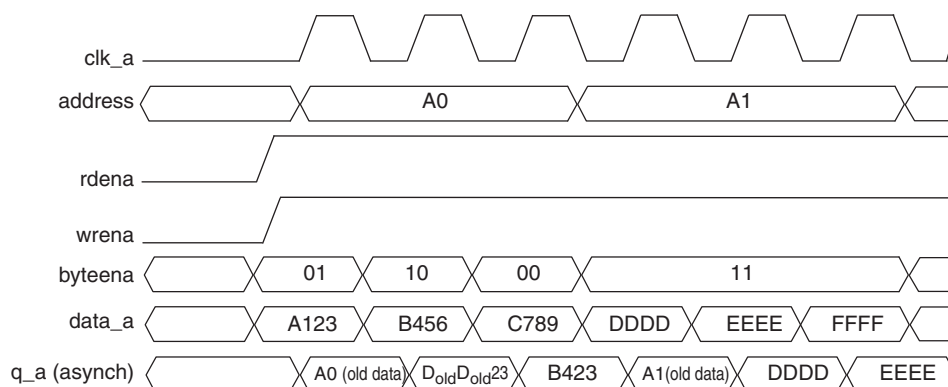 clk_a
address A0 A1
rdena
wrena
byteena 01 10 00 11
data_a A123 B456 C789 DDDD EEEE FFFF
q_a (asynch) A0 (old data) DoldDold23 B423 A1(old data) DDDD EEEE